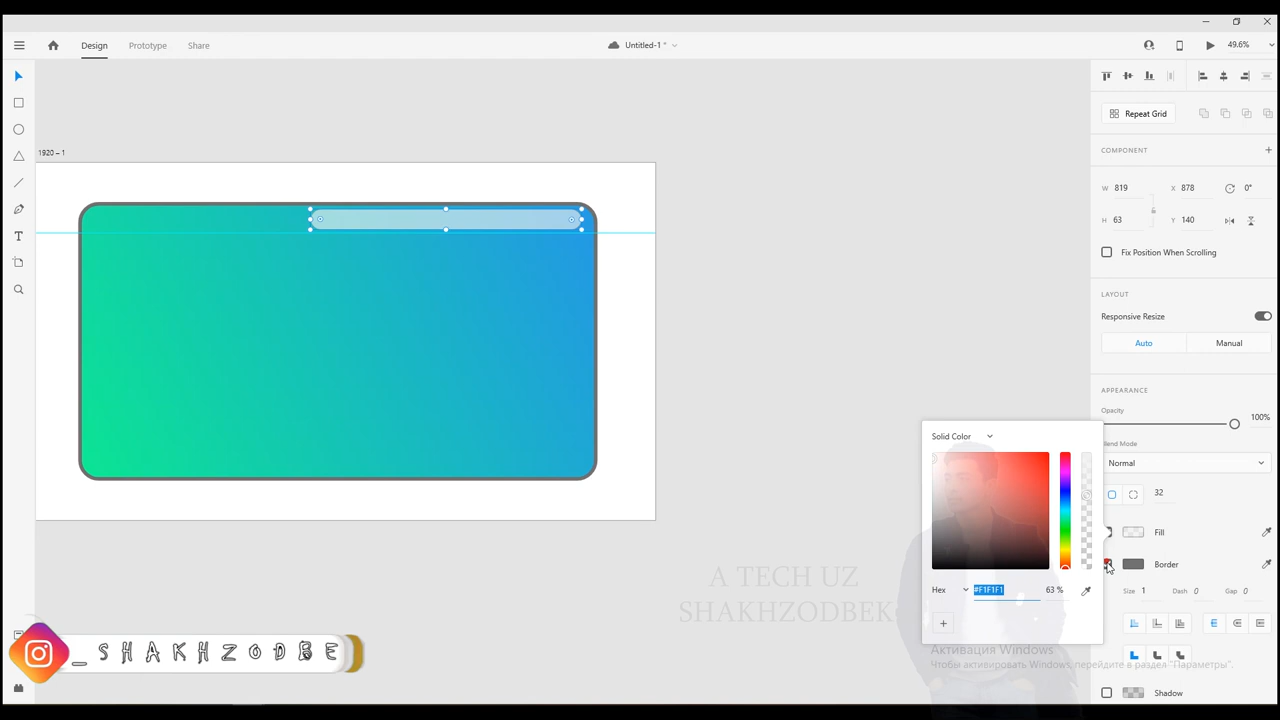 Design
Prototype
Share
Untitled-1 *
49.6%
1920 – 1
Repeat Grid
COMPONENT
W 819
X 878
0°
H 63
Y 140
Fix Position When Scrolling
LAYOUT
Responsive Resize
Auto
Manual
APPEARANCE
Opacity
100%
Blend Mode
Normal
32
Fill
Border
Size 1
Dash 0
Gap 0
Shadow
Solid Color
Hex
#F1F1F1
63 %
A TECH UZ
SHAKHZODBEK
_SHAKHZODBE
Активация Windows
Чтобы активировать Windows, перейдите в раздел "Параметры".